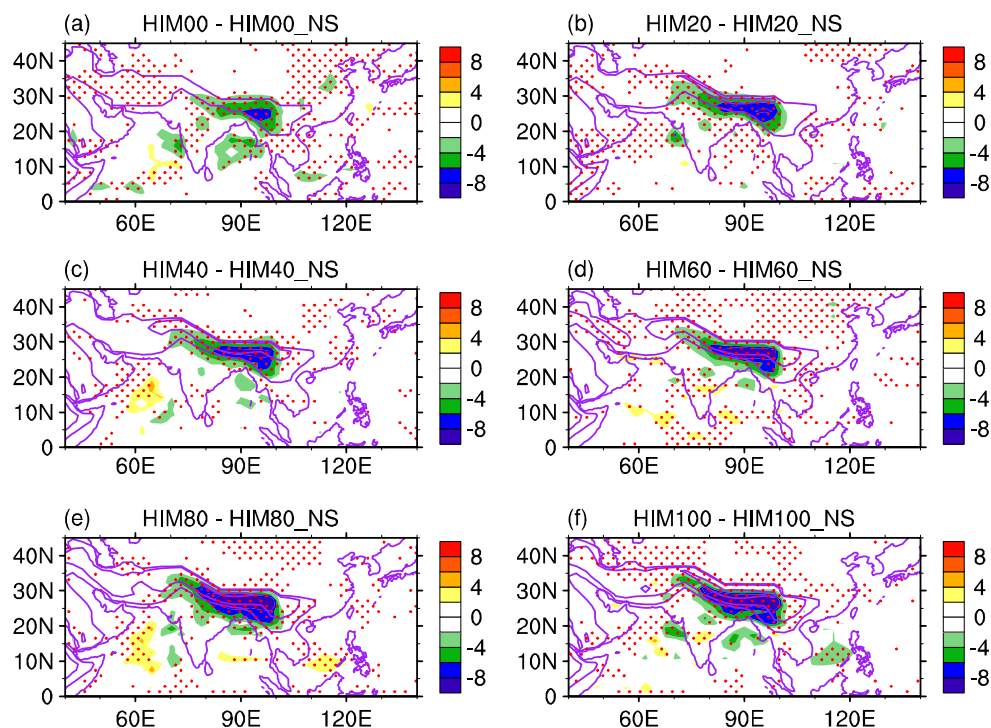 (a) HIM00 - HIM00_NS
(b) HIM20 - HIM20_NS
40N
30N
20N
10N
0
60E 90E 120E
8
4
0
-4
-8
40N
30N
20N
10N
0
60E 90E 120E
8
4
0
-4
-8
(c) HIM40 - HIM40_NS
(d) HIM60 - HIM60_NS
40N
30N
20N
10N
0
60E 90E 120E
8
4
0
-4
-8
40N
30N
20N
10N
0
60E 90E 120E
8
4
0
-4
-8
(e) HIM80 - HIM80_NS
(f) HIM100 - HIM100_NS
40N
30N
20N
10N
0
60E 90E 120E
8
4
0
-4
-8
40N
30N
20N
10N
0
60E 90E 120E
8
4
0
-4
-8